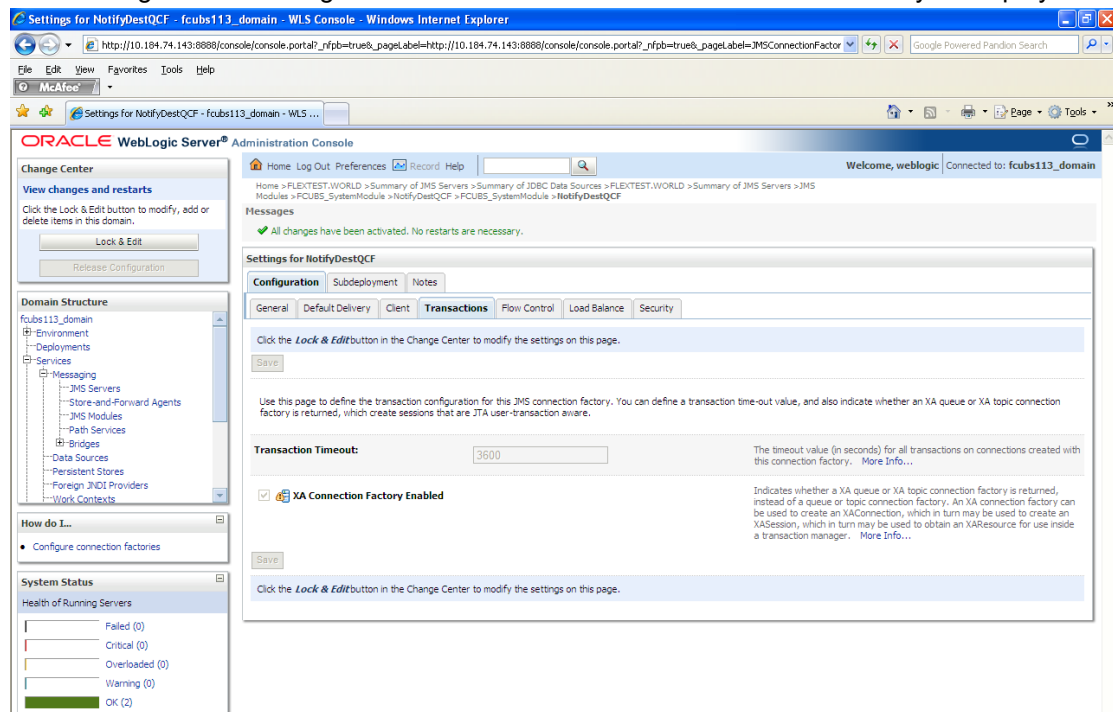 Settings for NotifyDestQCF - fcubs113_domain - WLS Console - Windows Internet Explorer
http://10.184.74.143:8888/console/console.portal?_nfpb=true&_pageLabel=http://10.184.74.143:8888/console/console.portal?_nfpb=true&_pageLabel=JMSConnectionFactor
Google Powered Pandion Search
File Edit View Favorites Tools Help
McAfee
Settings for NotifyDestQCF - fcubs113_domain - WLS ...
Page Tools
ORACLE WebLogic Server® Administration Console
Change Center
View changes and restarts
Click the Lock & Edit button to modify, add or
delete items in this domain.
Lock & Edit
Release Configuration
Domain Structure
fcubs113_domain
Environment
Deployments
Services
Messaging
JMS Servers
Store-and-Forward Agents
JMS Modules
Path Services
Bridges
Data Sources
Persistent Stores
Foreign JNDI Providers
Work Contexts
How do I...
Configure connection factories
System Status
Health of Running Servers
Failed (0)
Critical (0)
Overloaded (0)
Warning (0)
OK (2)
Home Log Out Preferences Record Help
Welcome, weblogic Connected to: fcubs113_domain
Home >FLEXTEST.WORLD >Summary of JMS Servers >Summary of JDBC Data Sources >FLEXTEST.WORLD >Summary of JMS Servers >JMS
Modules >FCUBS_SystemModule >NotifyDestQCF >FCUBS_SystemModule >NotifyDestQCF
Messages
All changes have been activated. No restarts are necessary.
Settings for NotifyDestQCF
Configuration Subdeployment Notes
General Default Delivery Client Transactions Flow Control Load Balance Security
Click the Lock & Edit button in the Change Center to modify the settings on this page.
Save
Use this page to define the transaction configuration for this JMS connection factory. You can define a transaction time-out value, and also indicate whether an XA queue or XA topic connection
factory is returned, which create sessions that are JTA user-transaction aware.
Transaction Timeout:
3600
The timeout value (in seconds) for all transactions on connections created with
this connection factory. More Info...
XA Connection Factory Enabled
Indicates whether a XA queue or XA topic connection factory is returned,
instead of a queue or topic connection factory. An XA connection factory can
be used to create an XAConnection, which in turn may be used to create an
XASession, which in turn may be used to obtain an XAResource for use inside
a transaction manager. More Info...
Save
Click the Lock & Edit button in the Change Center to modify the settings on this page.